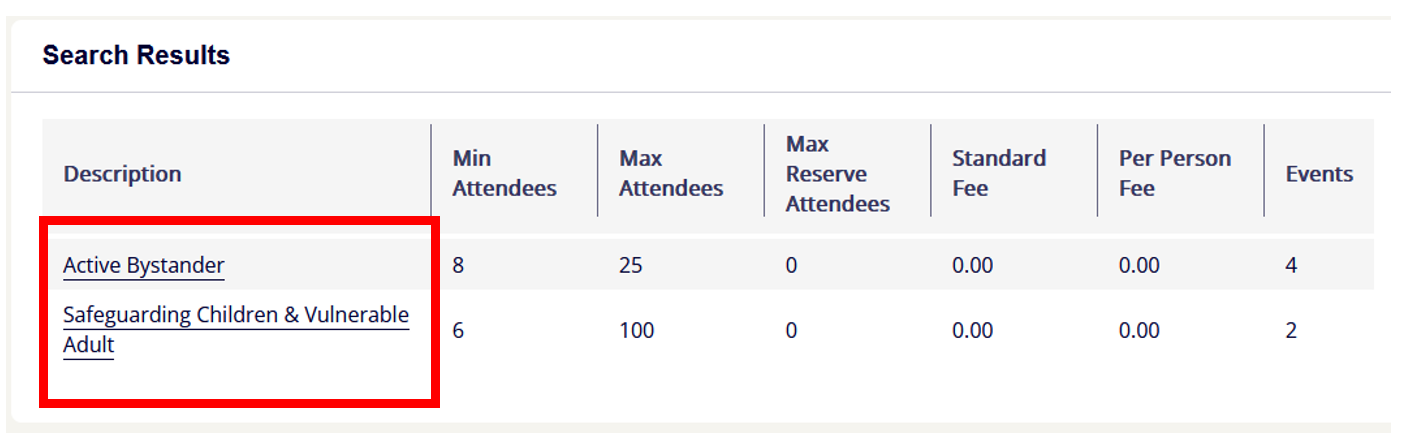 Search Results
Description Min Attendees Max Attendees Max Reserve Attendees Standard Fee Per Person Fee Events
Active Bystander 8 25 0 0.00 0.00 4
Safeguarding Children & Vulnerable Adult 6 100 0 0.00 0.00 2